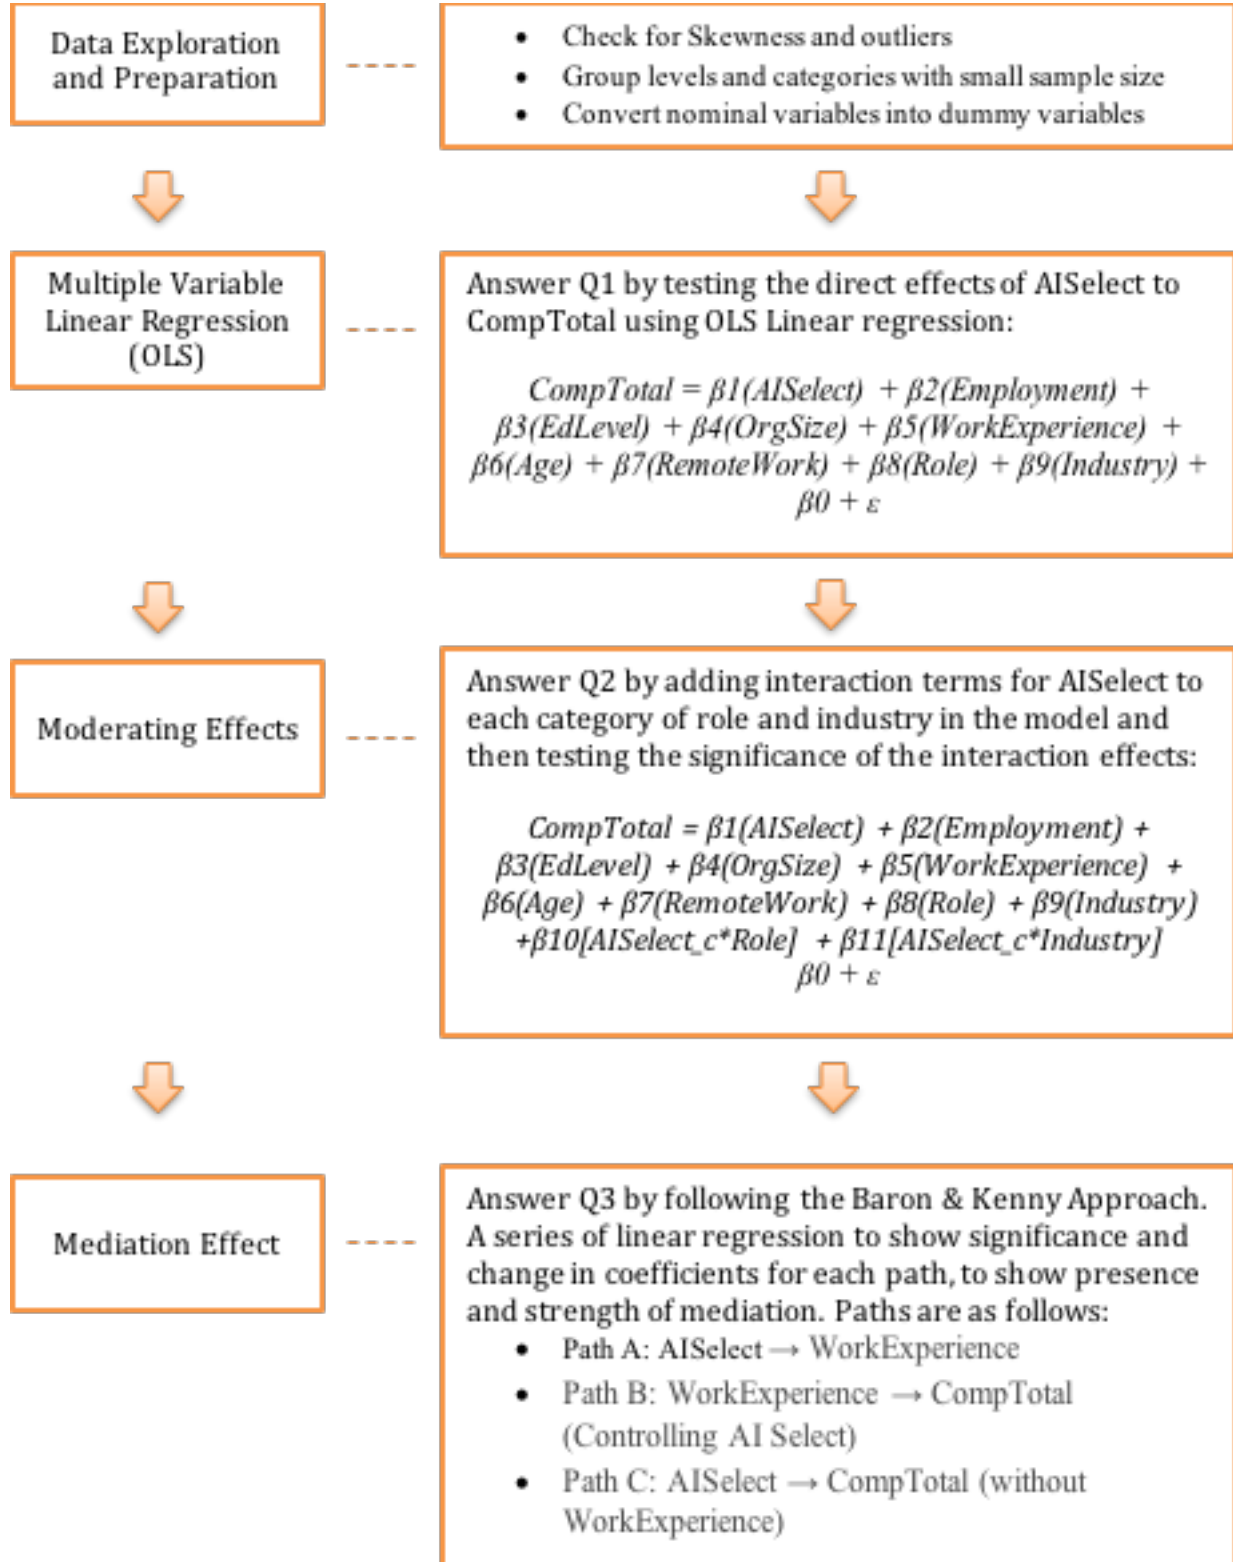 Data Exploration
and Preparation
• Check for Skewness and outliers
• Group levels and categories with small sample size
• Convert nominal variables into dummy variables
Multiple Variable
Linear Regression
(OLS)
Answer Q1 by testing the direct effects of AISelect to
CompTotal using OLS Linear regression:
CompTotal = β1(AISelect) + β2(Employment) +
β3(EdLevel) + β4(OrgSize) + β5(WorkExperience) +
β6(Age) + β7(RemoteWork) + β8(Role) + β9(Industry) +
β0 + ε
Moderating Effects
Answer Q2 by adding interaction terms for AISelect to
each category of role and industry in the model and
then testing the significance of the interaction effects:
CompTotal = β1(AISelect) + β2(Employment) +
β3(EdLevel) + β4(OrgSize) + β5(WorkExperience) +
β6(Age) + β7(RemoteWork) + β8(Role) + β9(Industry)
+β10[AISelect_c*Role] + β11[AISelect_c*Industry]
β0 + ε
Mediation Effect
Answer Q3 by following the Baron & Kenny Approach.
A series of linear regression to show significance and
change in coefficients for each path, to show presence
and strength of mediation. Paths are as follows:
• Path A: AISelect → WorkExperience
• Path B: WorkExperience → CompTotal
(Controlling AI Select)
• Path C: AISelect → CompTotal (without
WorkExperience)